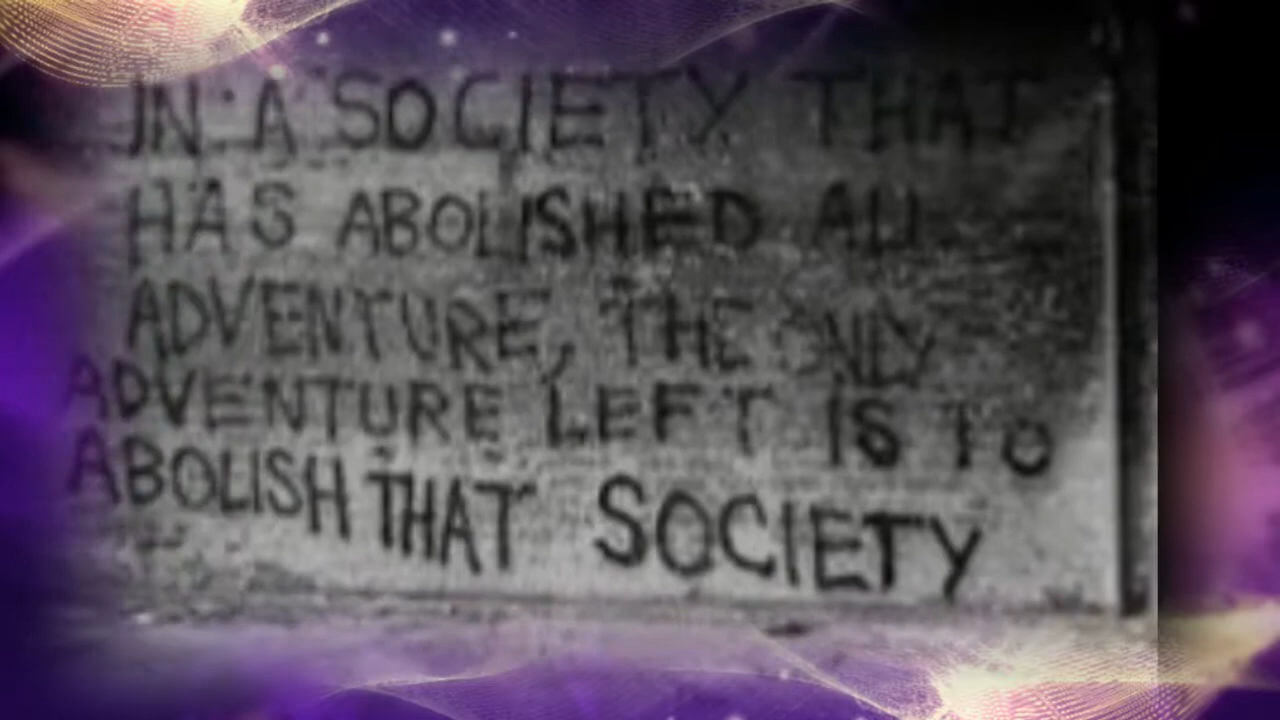 IN A SOCIETY THAT
HAS ABOLISHED ALL
ADVENTURE, THE ONLY
ADVENTURE LEFT IS TO
ABOLISH THAT SOCIETY